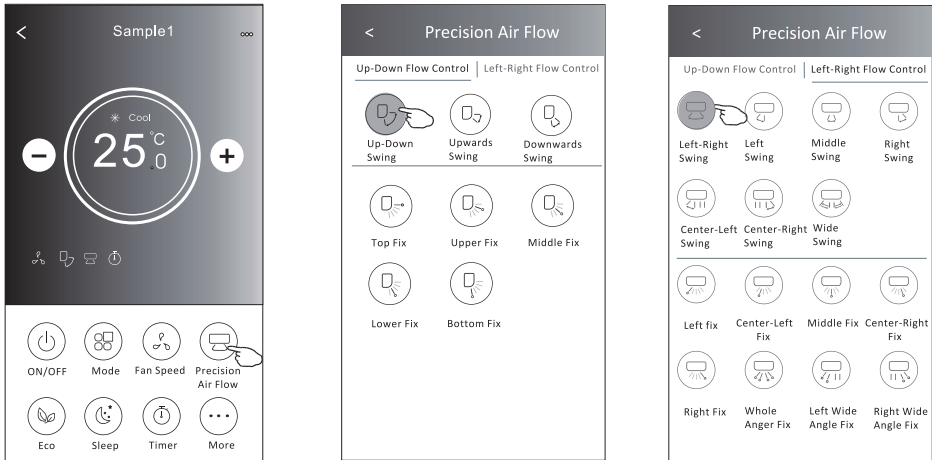 < Sample1 ooo
Cool
25.0 °C
− +
ON/OFF Mode Fan Speed Precision
Air Flow
Eco Sleep Timer More
< Precision Air Flow
Up-Down Flow Control | Left-Right Flow Control
Up-Down Upwards Downwards
Swing Swing Swing
Top Fix Upper Fix Middle Fix
Lower Fix Bottom Fix
< Precision Air Flow
Up-Down Flow Control | Left-Right Flow Control
Left-Right Left Middle Right
Swing Swing Swing Swing
Center-Left Center-Right Wide
Swing Swing Swing
Left fix Center-Left Middle Fix Center-Right
Fix Fix
Right Fix Whole Left Wide Right Wide
Anger Fix Angle Fix Angle Fix